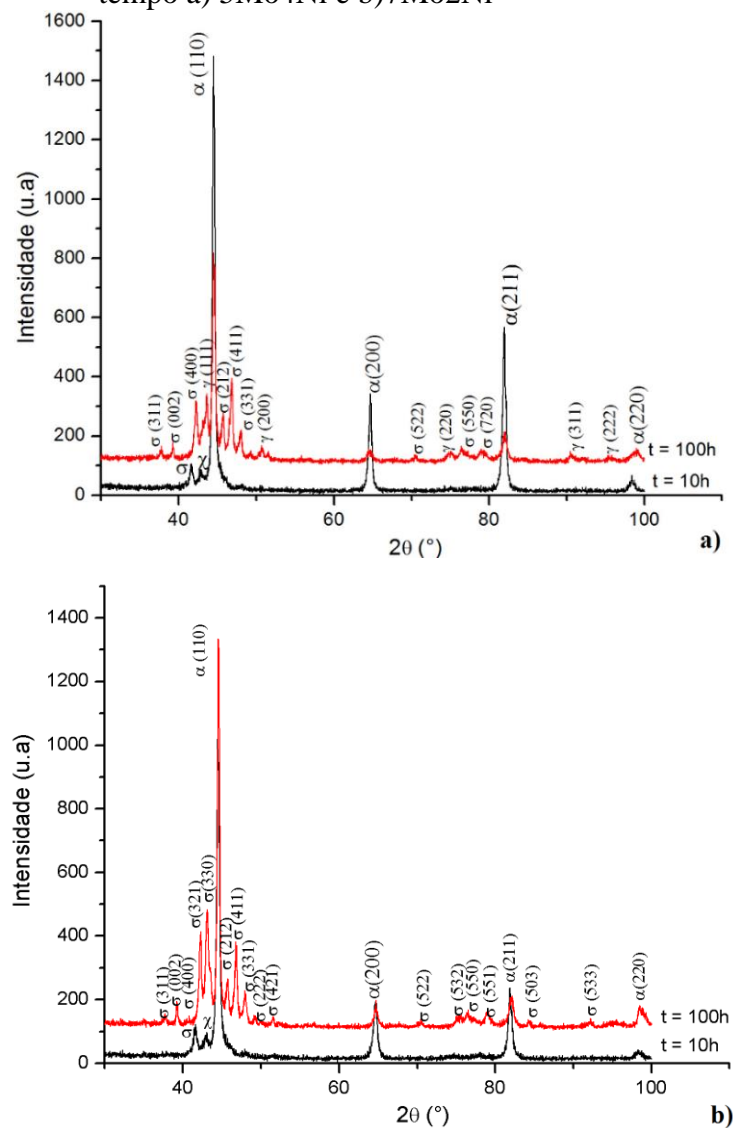 tempo a) 5Mo4Ni e b)7Mo2Ni
1600
1400
1200
1000
800
600
400
200
0
Intensidade (u.a)
α (110)
σ (311)
σ (002)
σ (400)
γ (111)
σ (212)
σ (411)
σ (331)
γ (200)
α(200)
σ (522)
γ (220)
σ (550)
σ (720)
α(211)
γ (311)
γ (222)
α(220)
σ
χ
t = 100h
t = 10h
40
60
80
100
2θ (°)
a)
1400
1200
1000
800
600
400
200
0
Intensidade (u.a)
α (110)
σ (311)
σ (002)
σ (400)
σ(321)
σ(330)
σ (212)
σ (411)
σ (331)
σ (222)
σ (421)
α(200)
σ (522)
σ (532)
σ (550)
σ (551)
α(211)
σ (503)
σ (533)
α(220)
σ
χ
t = 100h
t = 10h
40
60
80
100
2θ (°)
b)